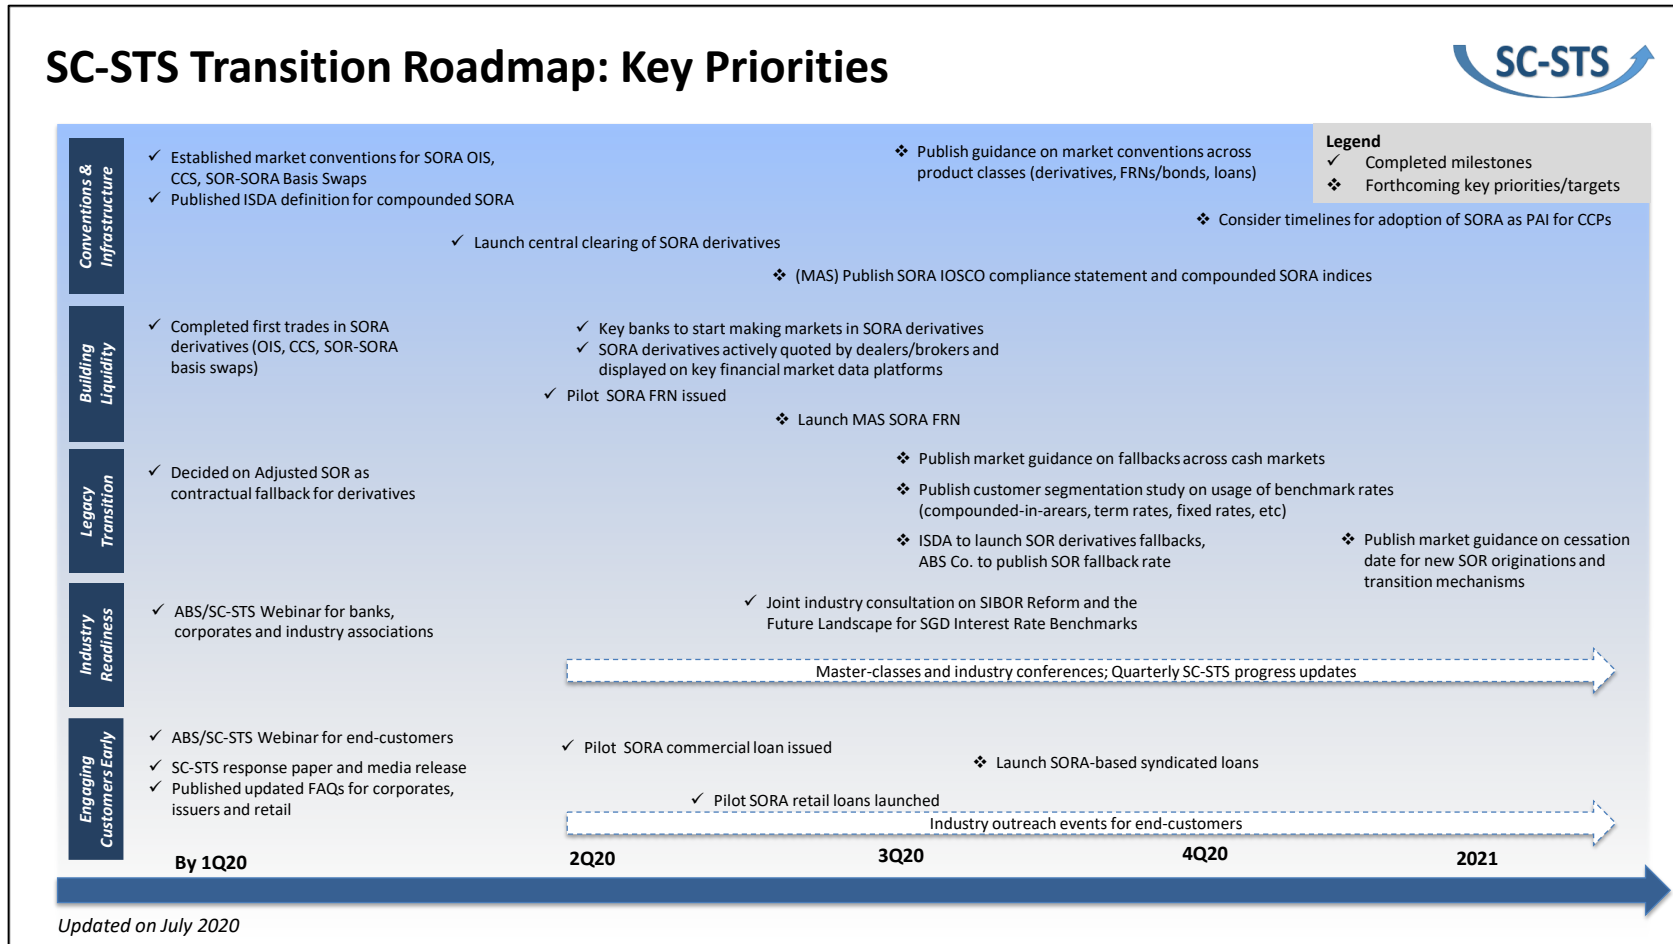 SC-STS Transition Roadmap: Key Priorities
SC-STS
Legend
✓ Completed milestones
❖ Forthcoming key priorities/targets
Conventions &
Infrastructure
✓ Established market conventions for SORA OIS,
CCS, SOR-SORA Basis Swaps
✓ Published ISDA definition for compounded SORA
❖ Publish guidance on market conventions across
product classes (derivatives, FRNs/bonds, loans)
❖ Consider timelines for adoption of SORA as PAI for CCPs
✓ Launch central clearing of SORA derivatives
❖ (MAS) Publish SORA IOSCO compliance statement and compounded SORA indices
Building
Liquidity
✓ Completed first trades in SORA
derivatives (OIS, CCS, SOR-SORA
basis swaps)
✓ Key banks to start making markets in SORA derivatives
✓ SORA derivatives actively quoted by dealers/brokers and
displayed on key financial market data platforms
✓ Pilot SORA FRN issued
❖ Launch MAS SORA FRN
Legacy
Transition
✓ Decided on Adjusted SOR as
contractual fallback for derivatives
❖ Publish market guidance on fallbacks across cash markets
❖ Publish customer segmentation study on usage of benchmark rates
(compounded-in-arears, term rates, fixed rates, etc)
❖ ISDA to launch SOR derivatives fallbacks,
ABS Co. to publish SOR fallback rate
❖ Publish market guidance on cessation
date for new SOR originations and
transition mechanisms
Industry
Readiness
✓ ABS/SC-STS Webinar for banks,
corporates and industry associations
✓ Joint industry consultation on SIBOR Reform and the
Future Landscape for SGD Interest Rate Benchmarks
Master-classes and industry conferences; Quarterly SC-STS progress updates
Engaging
Customers Early
✓ ABS/SC-STS Webinar for end-customers
✓ SC-STS response paper and media release
✓ Published updated FAQs for corporates,
issuers and retail
✓ Pilot SORA commercial loan issued
❖ Launch SORA-based syndicated loans
✓ Pilot SORA retail loans launched
Industry outreach events for end-customers
By 1Q20
2Q20
3Q20
4Q20
2021
Updated on July 2020